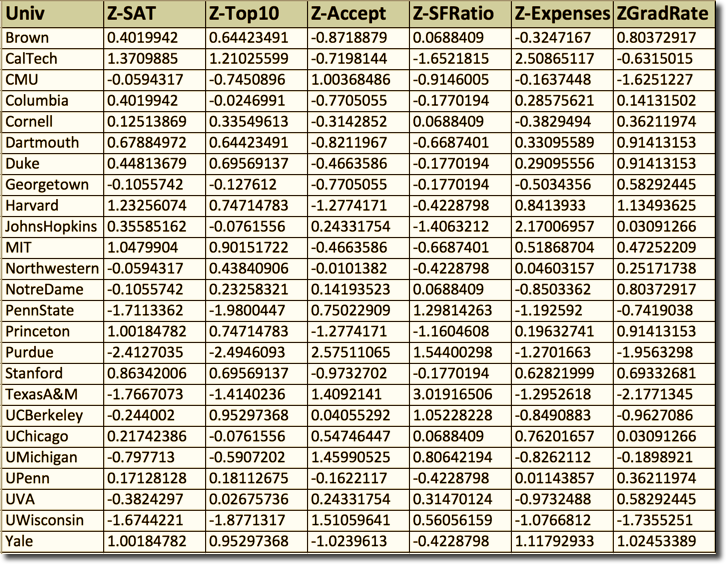 Univ Z-SAT Z-Top10 Z-Accept Z-SFRatio Z-Expenses ZGradRate
Brown 0.4019942 0.64423491 -0.8718879 0.0688409 -0.3247167 0.80372917
CalTech 1.3709885 1.21025599 -0.7198144 -1.6521815 2.50865117 -0.6315015
CMU -0.0594317 -0.7450896 1.00368486 -0.9146005 -0.1637448 -1.6251227
Columbia 0.4019942 -0.0246991 -0.7705055 -0.1770194 0.28575621 0.14131502
Cornell 0.12513869 0.33549613 -0.3142852 0.0688409 -0.3829494 0.36211974
Dartmouth 0.67884972 0.64423491 -0.8211967 -0.6687401 0.33095589 0.91413153
Duke 0.44813679 0.69569137 -0.4663586 -0.1770194 0.29095556 0.91413153
Georgetown -0.1055742 -0.127612 -0.7705055 -0.1770194 -0.5034356 0.58292445
Harvard 1.23256074 0.74714783 -1.2774171 -0.4228798 0.8413933 1.13493625
JohnsHopkins 0.35585162 -0.0761556 0.24331754 -1.4063212 2.17006957 0.03091266
MIT 1.0479904 0.90151722 -0.4663586 -0.6687401 0.51868704 0.47252209
Northwestern -0.0594317 0.43840906 -0.0101382 -0.4228798 0.04603157 0.25171738
NotreDame -0.1055742 0.23258321 0.14193523 0.0688409 -0.8503362 0.80372917
PennState -1.7113362 -1.9800447 0.75022909 1.29814263 -1.192592 -0.7419038
Princeton 1.00184782 0.74714783 -1.2774171 -1.1604608 0.19632741 0.91413153
Purdue -2.4127035 -2.4946093 2.57511065 1.54400298 -1.2701663 -1.9563298
Stanford 0.86342006 0.69569137 -0.9732702 -0.1770194 0.62821999 0.69332681
TexasA&M -1.7667073 -1.4140236 1.4092141 3.01916506 -1.2952618 -2.1771345
UCBerkeley -0.244002 0.95297368 0.04055292 1.05228228 -0.8490883 -0.9627086
UChicago 0.21742386 -0.0761556 0.54746447 0.0688409 0.76201657 0.03091266
UMichigan -0.797713 -0.5907202 1.45990525 0.80642194 -0.8262112 -0.1898921
UPenn 0.17128128 0.18112675 -0.1622117 -0.4228798 0.01143857 0.36211974
UVA -0.3824297 0.02675736 0.24331754 0.31470124 -0.9732488 0.58292445
UWisconsin -1.6744221 -1.8771317 1.51059641 0.56056159 -1.0766812 -1.7355251
Yale 1.00184782 0.95297368 -1.0239613 -0.4228798 1.11792933 1.02453389